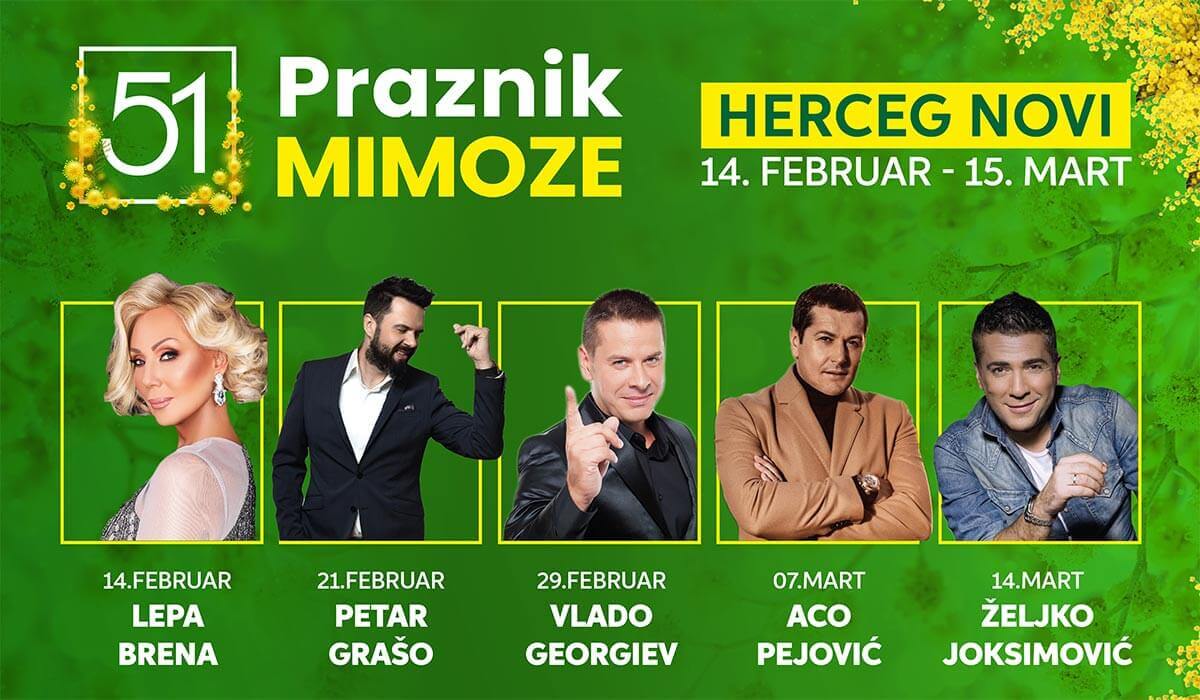 51
Praznik
MIMOZE
HERCEG NOVI
14. FEBRUAR - 15. MART
14.FEBRUAR
LEPA
BRENA
21.FEBRUAR
PETAR
GRAŠO
29.FEBRUAR
VLADO
GEORGIEV
07.MART
ACO
PEJOVIĆ
14.MART
ŽELJKO
JOKSIMOVIĆ